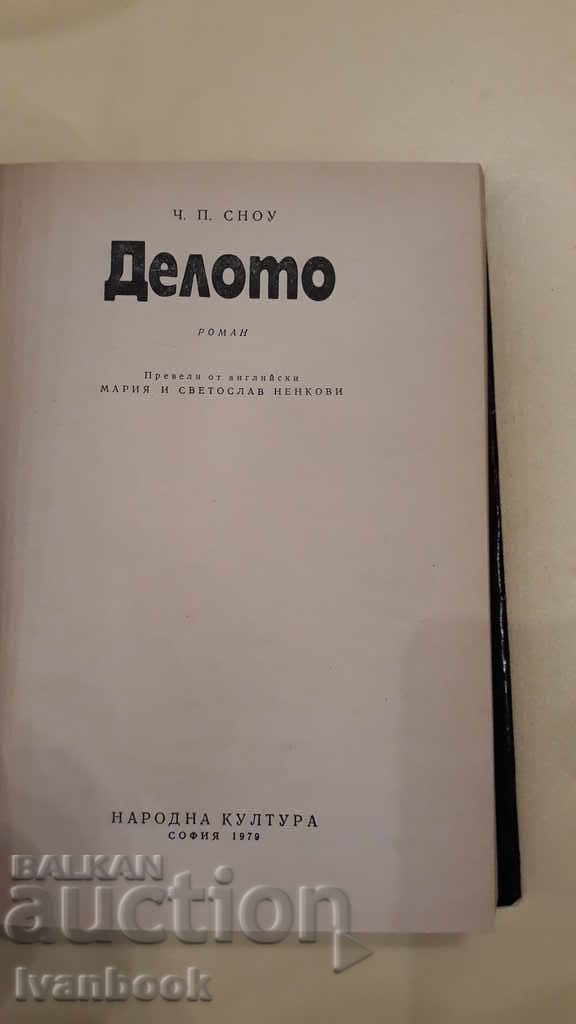 Ч. П. СНОУ
Делото
РОМАН
Превели от английски
МАРИЯ И СВЕТОСЛАВ НЕНКОВИ
НАРОДНА КУЛТУРА
СОФИЯ 1979
BALKAN
auction
Ivanbook